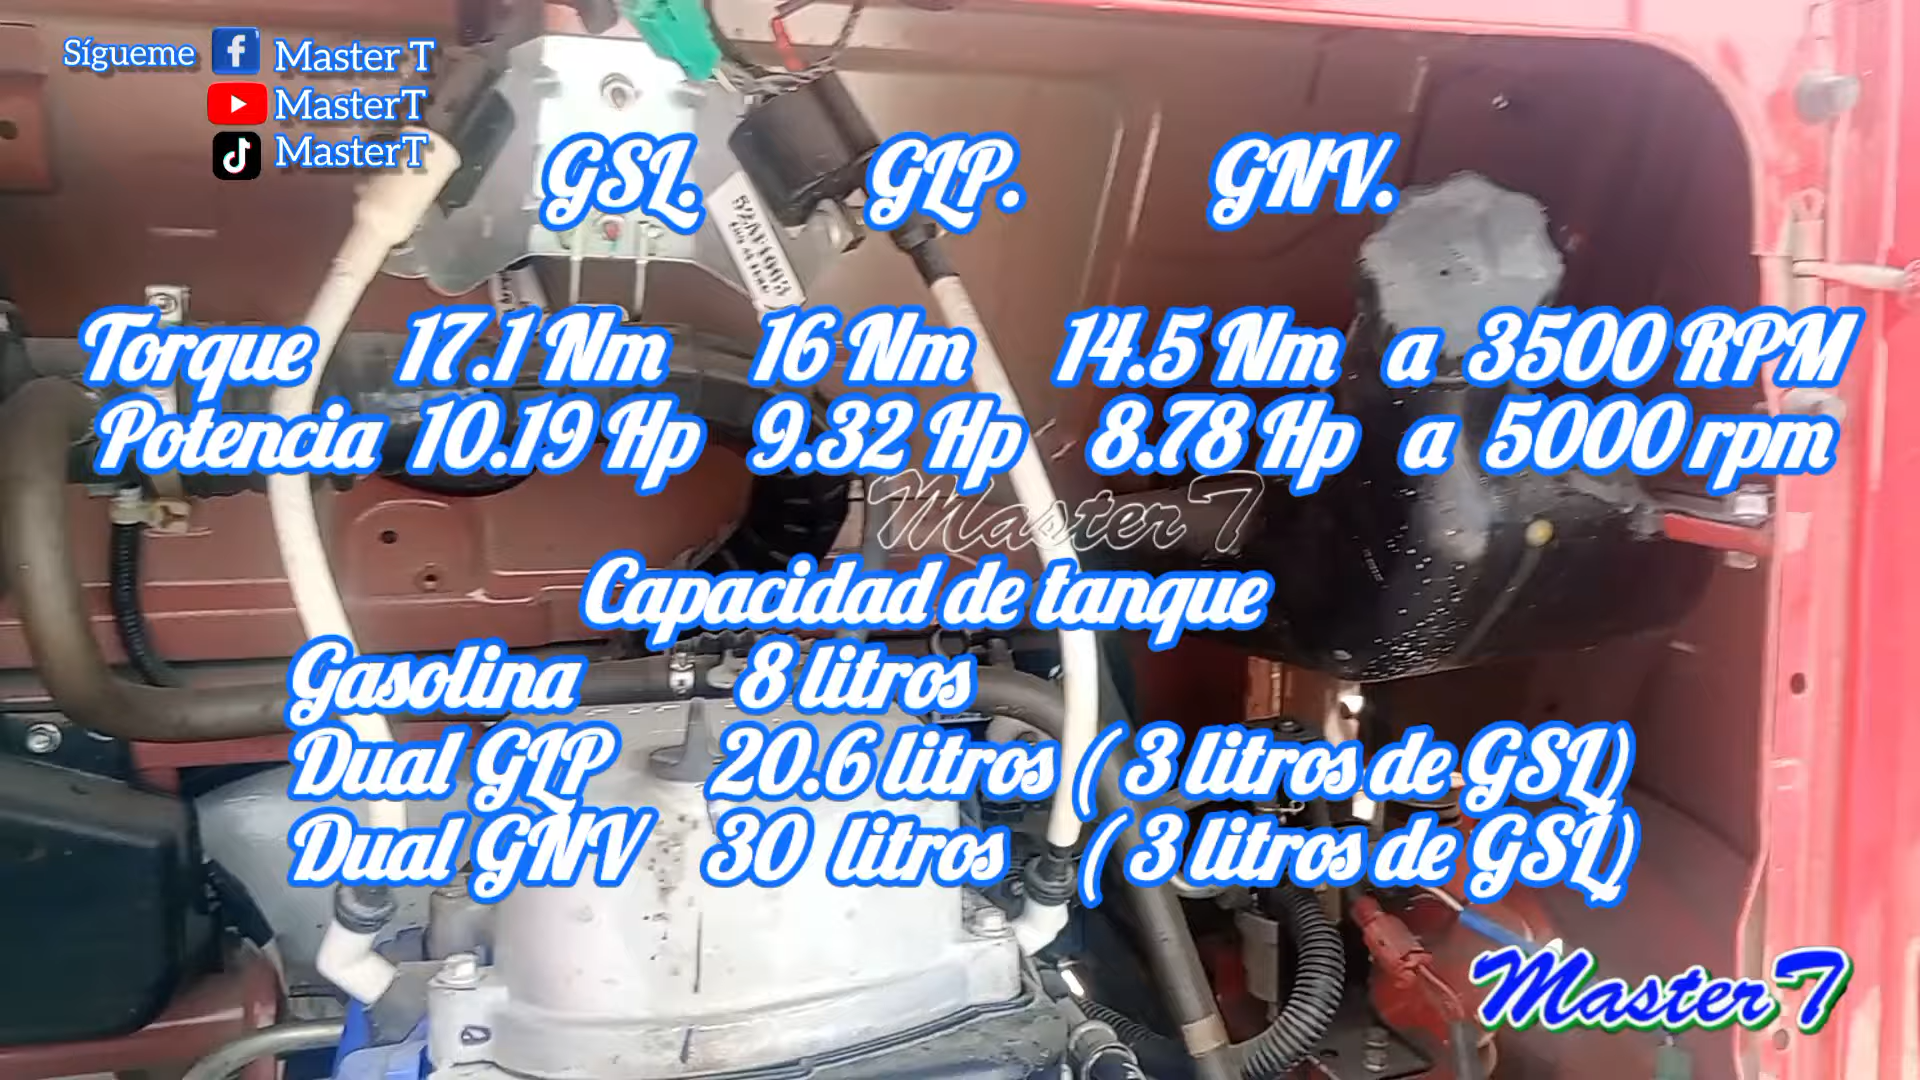 Sígueme Master T
MasterT
MasterT
GSL. GLP. GNV.
Torque 17.1 Nm 16 Nm 14.5 Nm a 3500 RPM
Potencia 10.19 Hp 9.32 Hp 8.78 Hp a 5000 rpm
Master T
Capacidad de tanque
Gasolina 8 litros
Dual GLP 20.6 litros ( 3 litros de GSL)
Dual GNV 30 litros ( 3 litros de GSL)
Master T